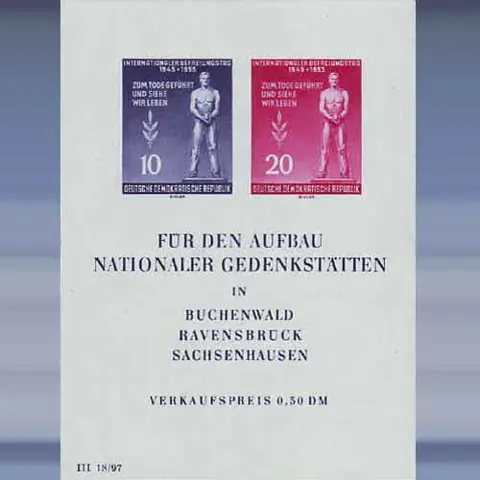 INTERNATIONALER BEFREIUNGSTAG
1945 • 1955
ZUM TODE GEFÜHRT
UND SIEHE
WIR LEBEN
10
DEUTSCHE DEMOKRATISCHE REPUBLIK
INTERNATIONALER BEFREIUNGSTAG
1945 • 1955
ZUM TODE GEFÜHRT
UND SIEHE
WIR LEBEN
20
DEUTSCHE DEMOKRATISCHE REPUBLIK
FÜR DEN AUFBAU
NATIONALER GEDENKSTÄTTEN
IN
BUCHENWALD
RAVENSBRÜCK
SACHSENHAUSEN
VERKAUFSPREIS 0,50 DM
III 18/97